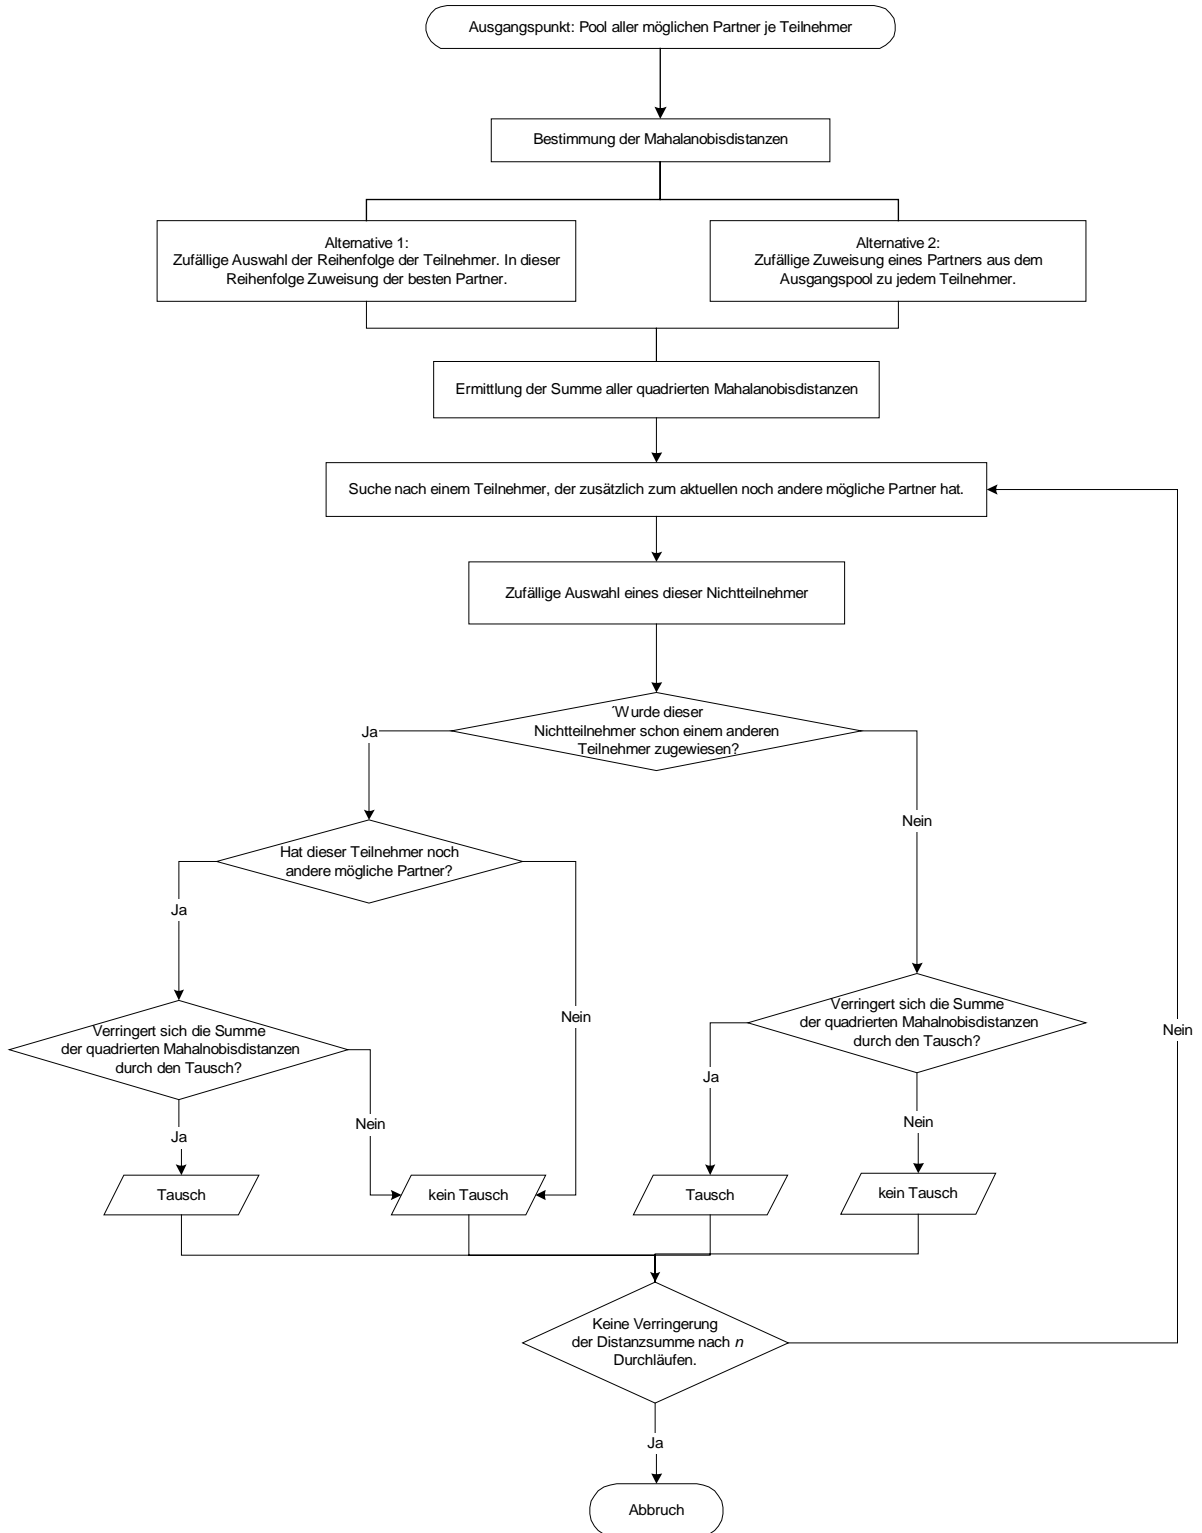 Ausgangspunkt: Pool aller möglichen Partner je Teilnehmer
Bestimmung der Mahalanobisdistanzen
Alternative 1:
Zufällige Auswahl der Reihenfolge der Teilnehmer. In dieser
Reihenfolge Zuweisung der besten Partner.
Alternative 2:
Zufällige Zuweisung eines Partners aus dem
Ausgangspool zu jedem Teilnehmer.
Ermittlung der Summe aller quadrierten Mahalanobisdistanzen
Suche nach einem Teilnehmer, der zusätzlich zum aktuellen noch andere mögliche Partner hat.
Zufällige Auswahl eines dieser Nichtteilnehmer
´Wurde dieser
Nichtteilnehmer schon einem anderen
Teilnehmer zugewiesen?
Ja
Nein
Hat dieser Teilnehmer noch
andere mögliche Partner?
Ja
Nein
Verringert sich die Summe
der quadrierten Mahalnobisdistanzen
durch den Tausch?
Verringert sich die Summe
der quadrierten Mahalnobisdistanzen
durch den Tausch?
Nein
Ja
Nein
Ja
Nein
Tausch
kein Tausch
Tausch
kein Tausch
Keine Verringerung
der Distanzsumme nach n
Durchläufen.
Ja
Abbruch